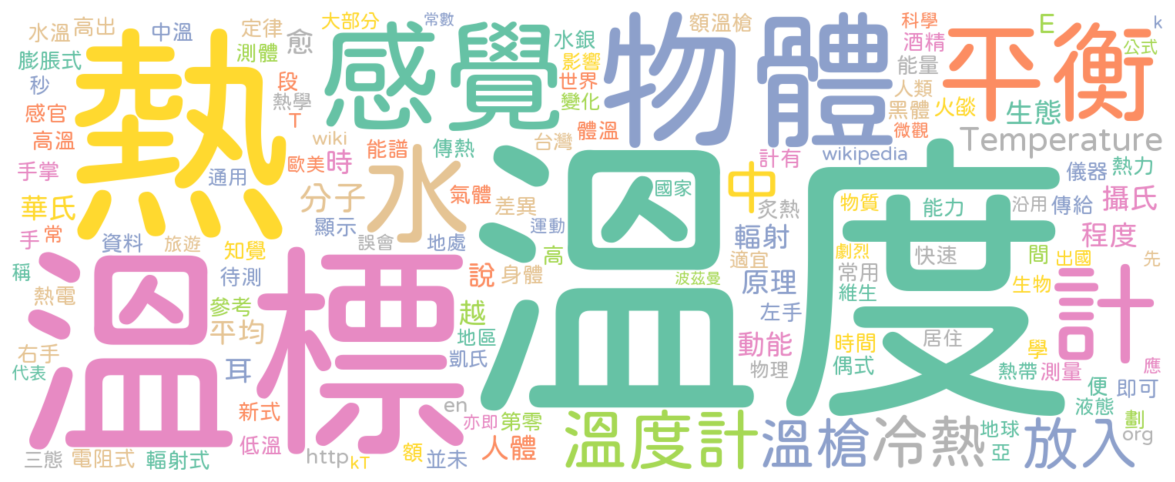 水溫 高出 中溫 定律 大部分 常數 額溫槍 科學 E k
膨脹式 測體 愈 水銀 酒精 公式
熱 感覺 物體 平衡
秒 段 影響 世界 能量 人類
感官 熱學 變化 黑體 火燄 生態
高溫 T 體溫 微觀
wiki 能譜 傳熱 台灣 計有 wikipedia Temperature
手掌 歐美 時 通用 水 氣體 國家 中 炙熱 儀器 熱力
華氏 分子 差異 物質 能力 沿用 傳給 攝氏
手 常 資料 旅遊 知覺 顯示 誤會 地處 運動 輻射 程度
稱 待測 說 高 適宜 劇烈 快速 間 出國 先
熱電 溫標 身體 溫度 波茲曼 原理 常用 維生 生物 計
參考 越 左手
平均 地區 動能 時間 居住 學
右手 耳 凱氏 物理 偶式 熱帶 測量 應
代表 便 即可
新式 en 亦即 第零 液態 劃
低溫 人體 溫度計 溫槍 冷熱 地球 放入 org
三態 電阻式 輻射式 http kT 額 並未 亞